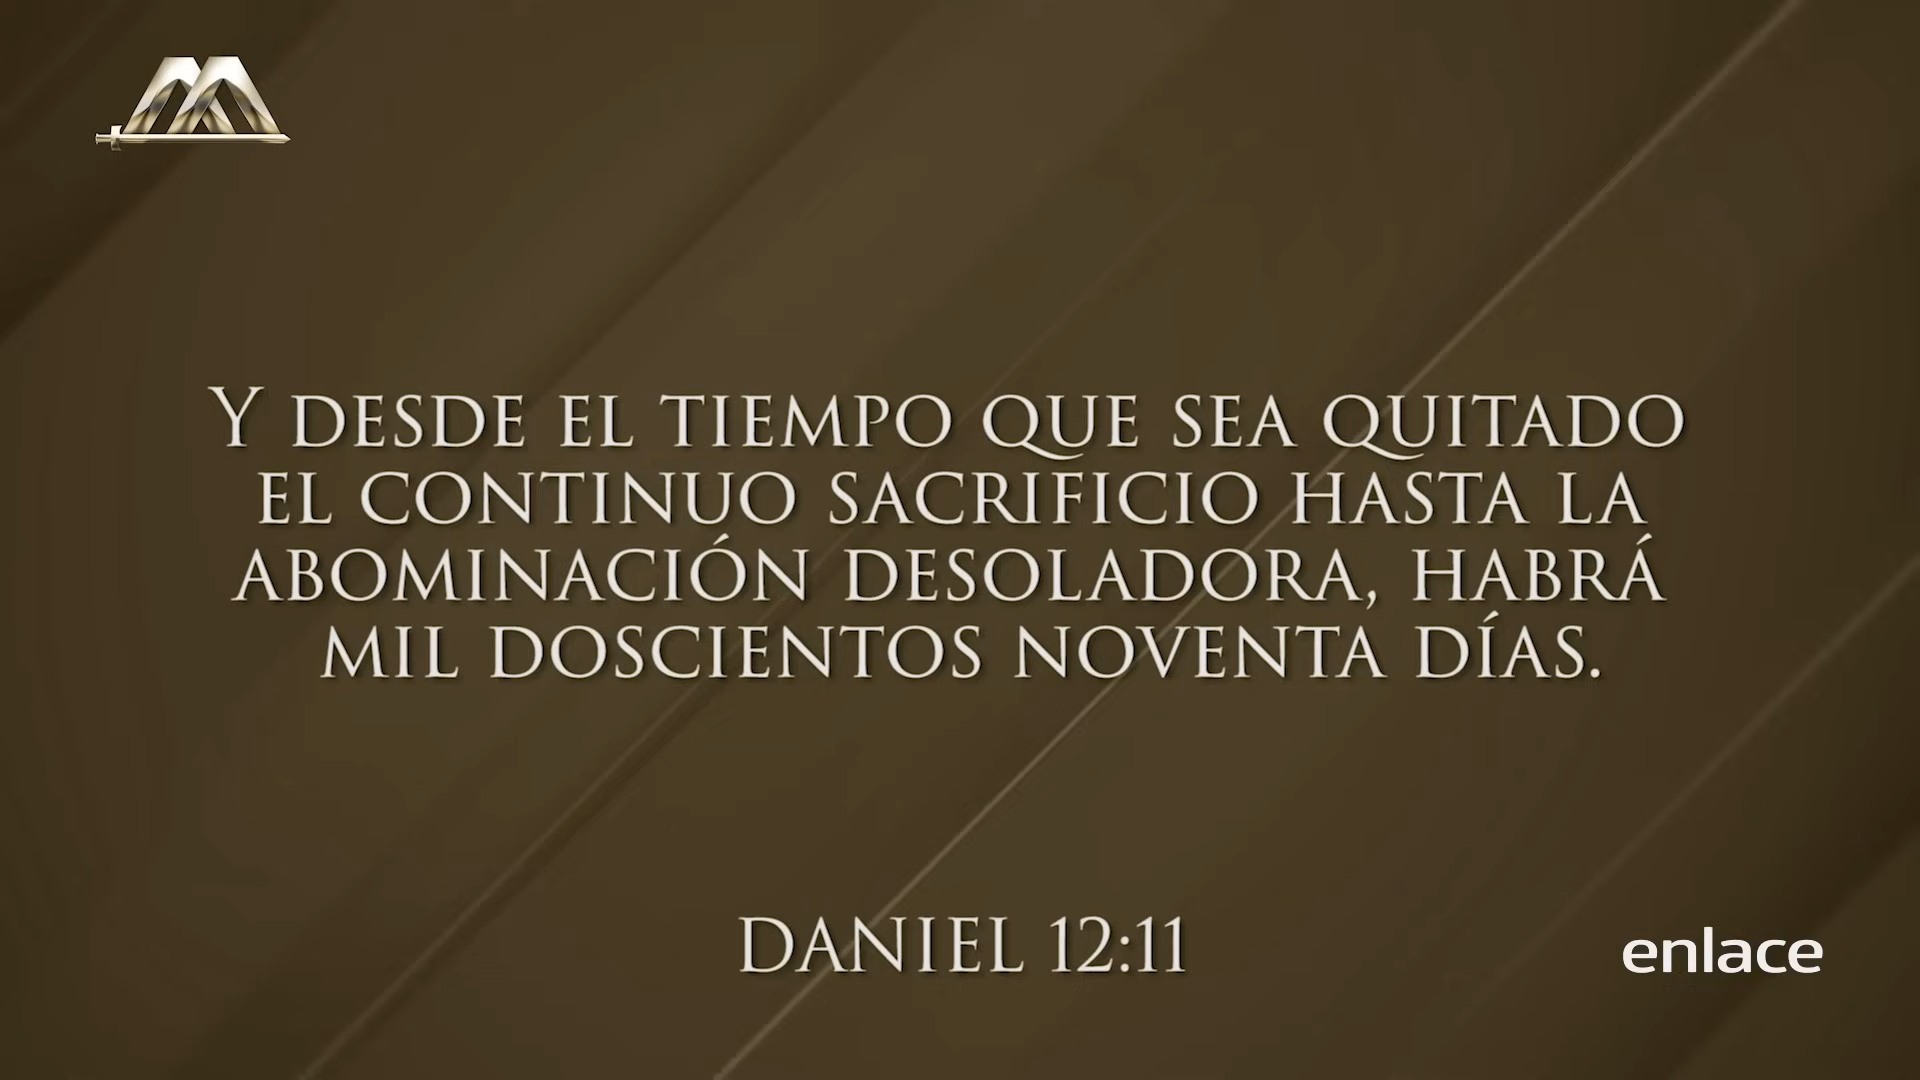 Y DESDE EL TIEMPO QUE SEA QUITADO
EL CONTINUO SACRIFICIO HASTA LA
ABOMINACIÓN DESOLADORA, HABRÁ
MIL DOSCIENTOS NOVENTA DÍAS.
DANIEL 12:11
enlace